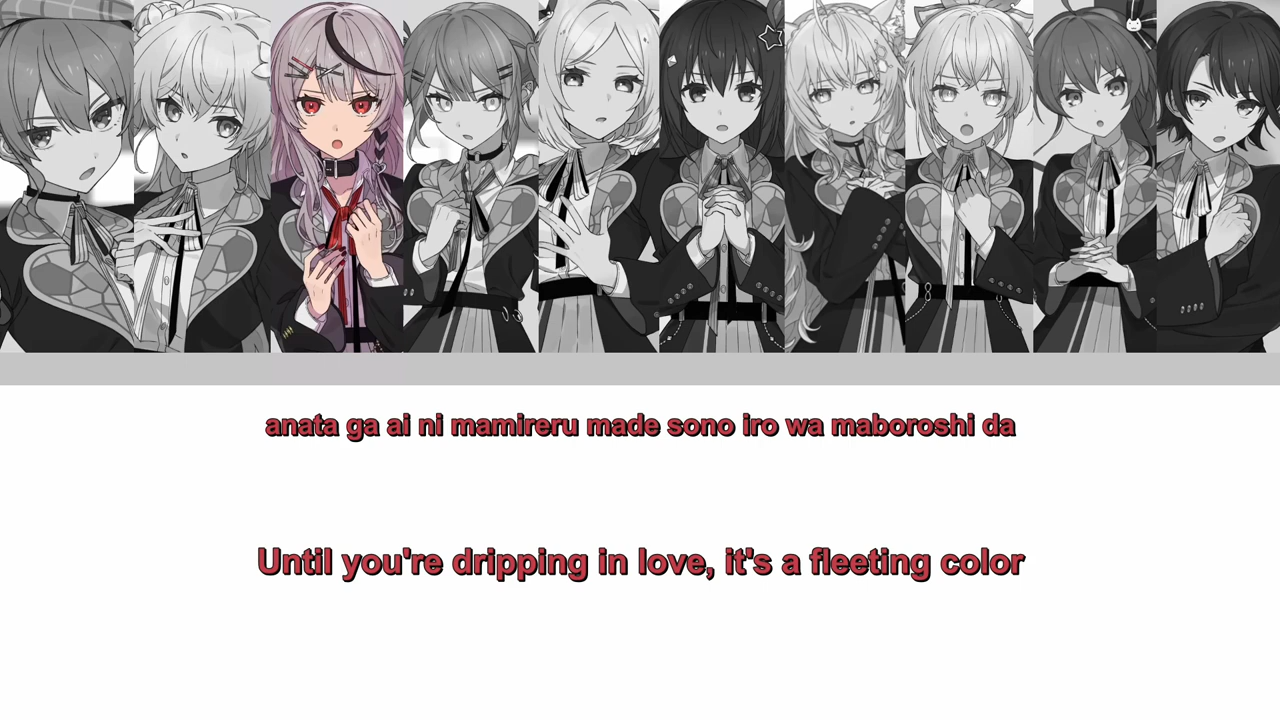 anata ga ai ni mamireru made sono iro wa maboroshi da
Until you're dripping in love, it's a fleeting color